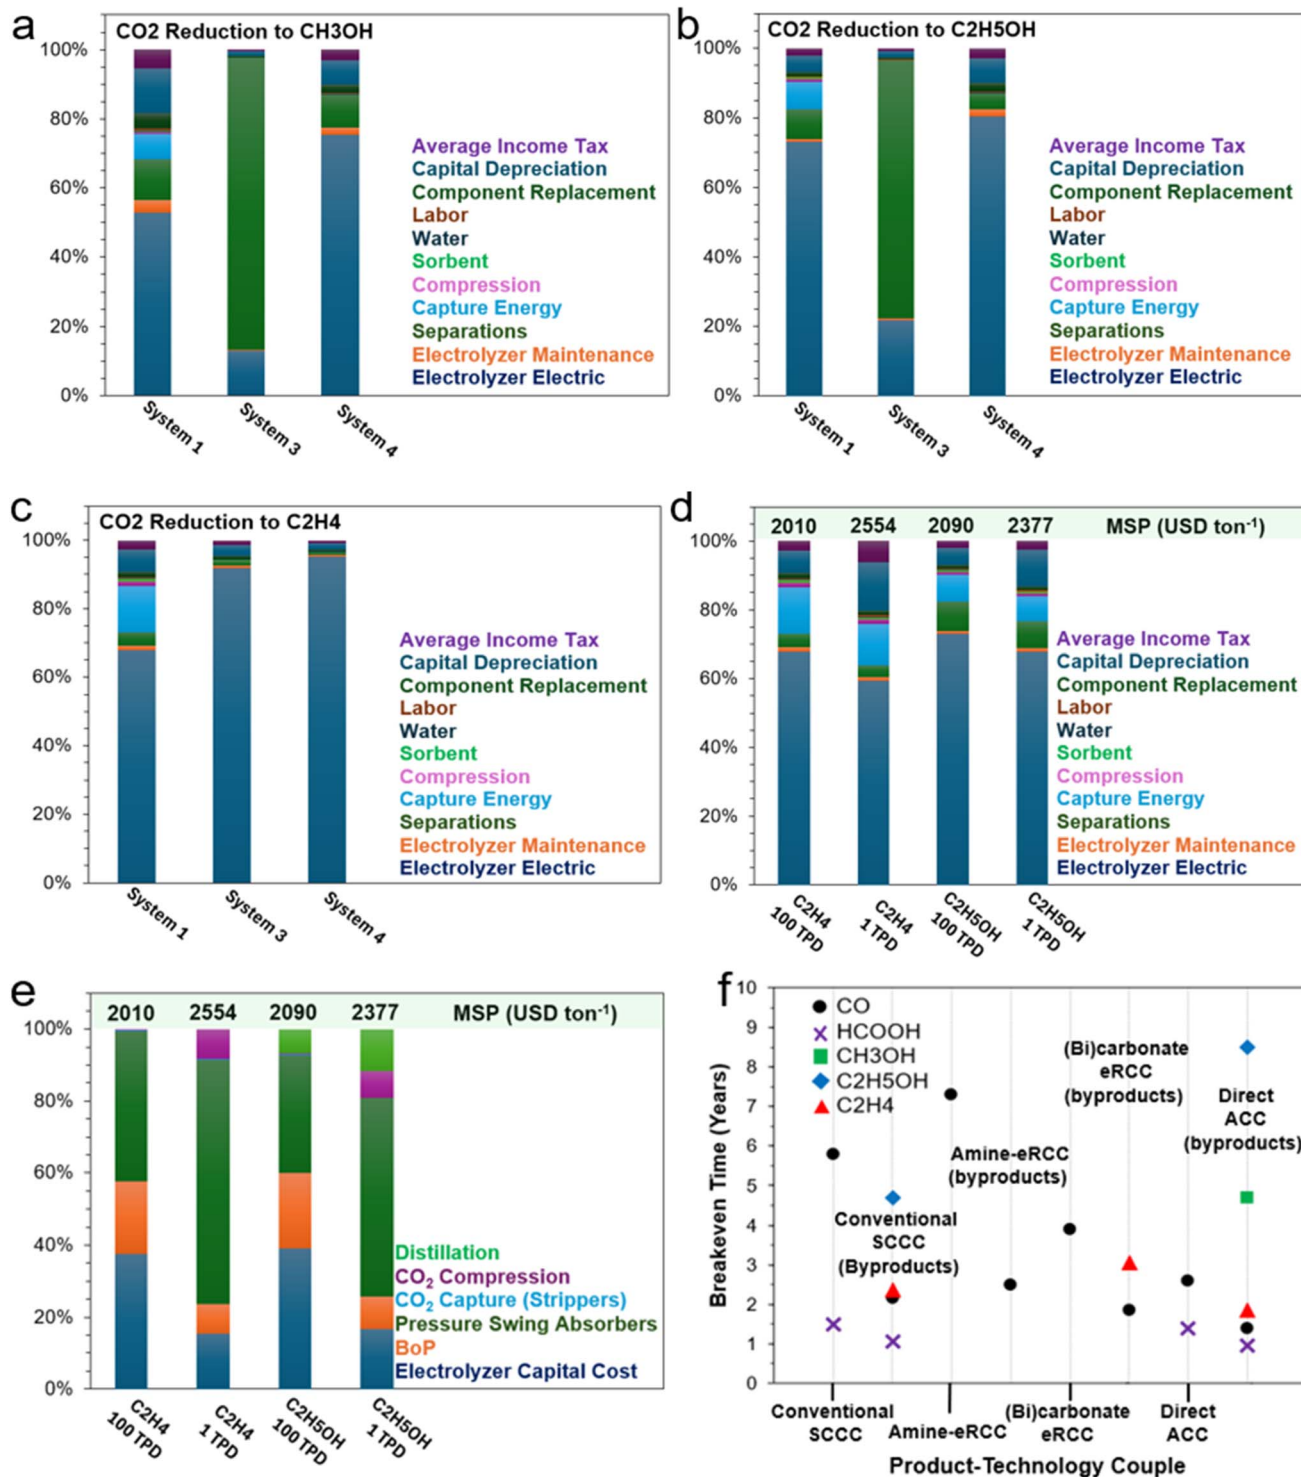 a
CO2 Reduction to CH3OH
100%
80%
60%
40%
20%
0%
Average Income Tax
Capital Depreciation
Component Replacement
Labor
Water
Sorbent
Compression
Capture Energy
Separations
Electrolyzer Maintenance
Electrolyzer Electric
System 1
System 3
System 4
b
CO2 Reduction to C2H5OH
100%
80%
60%
40%
20%
0%
Average Income Tax
Capital Depreciation
Component Replacement
Labor
Water
Sorbent
Compression
Capture Energy
Separations
Electrolyzer Maintenance
Electrolyzer Electric
System 1
System 3
System 4
c
CO2 Reduction to C2H4
100%
80%
60%
40%
20%
0%
Average Income Tax
Capital Depreciation
Component Replacement
Labor
Water
Sorbent
Compression
Capture Energy
Separations
Electrolyzer Maintenance
Electrolyzer Electric
System 1
System 3
System 4
d
2010 2554 2090 2377 MSP (USD ton⁻¹)
100%
80%
60%
40%
20%
0%
Average Income Tax
Capital Depreciation
Component Replacement
Labor
Water
Sorbent
Compression
Capture Energy
Separations
Electrolyzer Maintenance
Electrolyzer Electric
C2H4
100 TPD
C2H4
1 TPD
C2H5OH
100 TPD
C2H5OH
1 TPD
e
2010 2554 2090 2377 MSP (USD ton⁻¹)
100%
80%
60%
40%
20%
0%
Distillation
CO₂ Compression
CO₂ Capture (Strippers)
Pressure Swing Absorbers
BoP
Electrolyzer Capital Cost
C2H4
100 TPD
C2H4
1 TPD
C2H5OH
100 TPD
C2H5OH
1 TPD
f
Breakeven Time (Years)
10
9
8
7
6
5
4
3
2
1
0
CO
HCOOH
CH3OH
C2H5OH
C2H4
(Bi)carbonate
eRCC
(byproducts)
Direct
ACC
(byproducts)
Amine-eRCC
(byproducts)
Conventional
SCCC
(Byproducts)
Conventional
SCCC
Amine-eRCC
(Bi)carbonate
eRCC
Direct
ACC
Product-Technology Couple